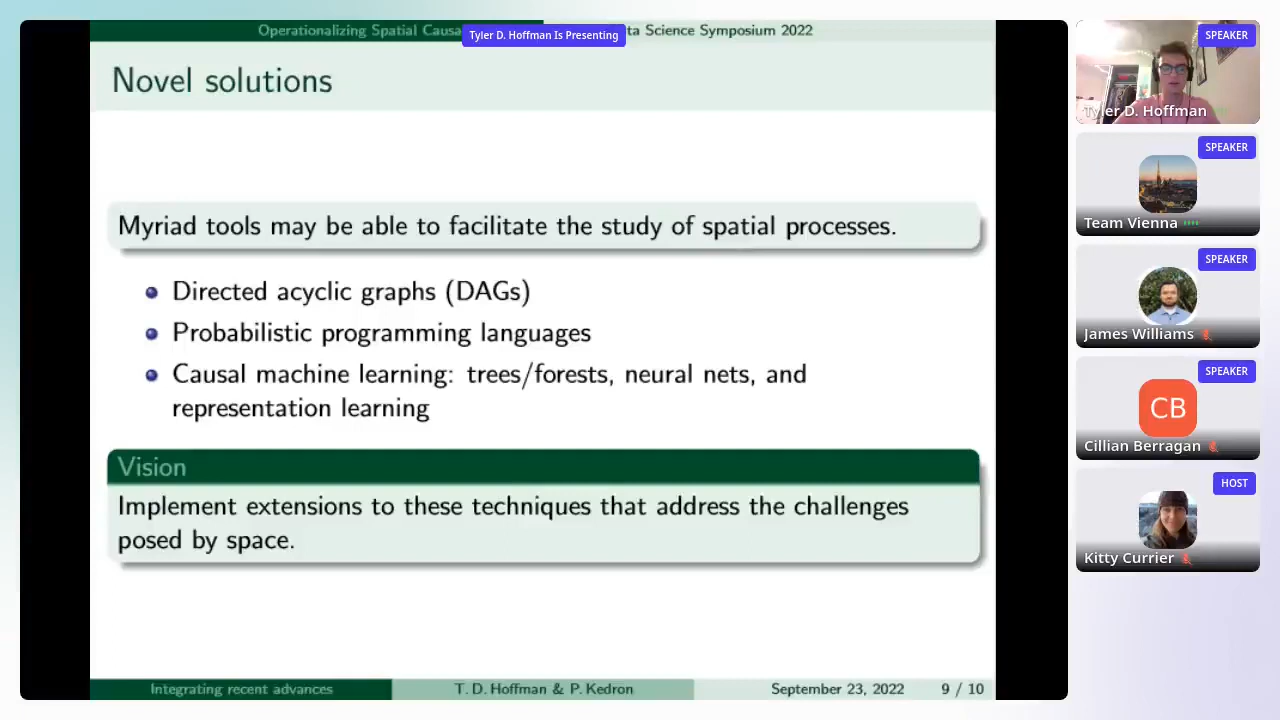 Operationalizing Spatial Causa
Tyler D. Hoffman Is Presenting
ta Science Symposium 2022
Novel solutions
Myriad tools may be able to facilitate the study of spatial processes.
Directed acyclic graphs (DAGs)
Probabilistic programming languages
Causal machine learning: trees/forests, neural nets, and
representation learning
Vision
Implement extensions to these techniques that address the challenges
posed by space.
Integrating recent advances
T. D. Hoffman & P. Kedron
September 23, 2022
9 / 10
SPEAKER
Tyler D. Hoffman
SPEAKER
Team Vienna
SPEAKER
James Williams
SPEAKER
CB
Cillian Berragan
HOST
Kitty Currier